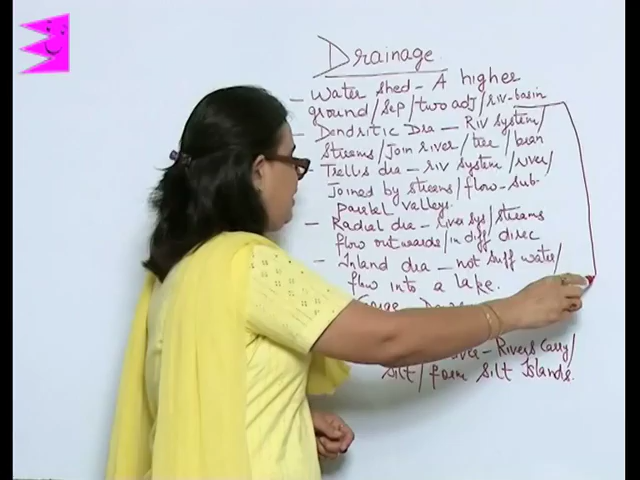 Drainage
- Water shed - A higher
ground/sep/two adj/riv-basin
- Dendritic Dra - Riv system/
streams/Join river/tree/bran
- Trellis dra - riv system/river/
Joined by streams/flow-sub-
parallel valleys.
- Radial dra - river sys/streams
flow outwards/in diff direc
- Inland dra - not suff water/
flow into a lake.
Gorge
Rivers Carry/
silt/form silt Islands.